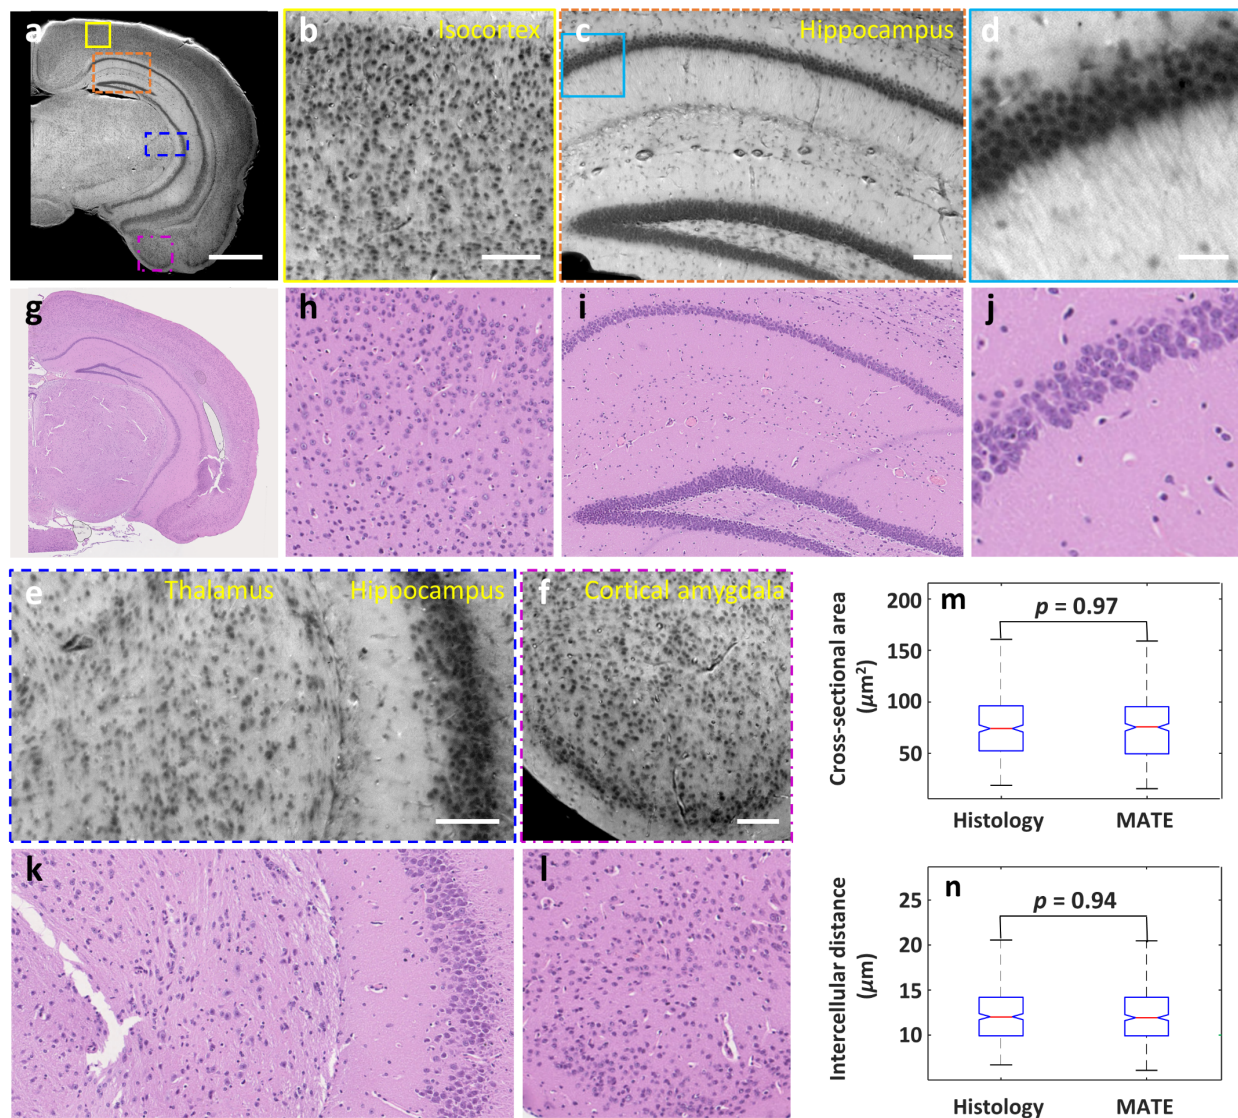 a
b
Isocortex
c
Hippocampus
d
g
h
i
j
e
Thalamus
Hippocampus
f
Cortical amygdala
k
l
m
p = 0.97
200
150
100
50
Cross-sectional area
(µm²)
Histology
MATE
n
p = 0.94
25
20
15
10
Intercellular distance
(µm)
Histology
MATE